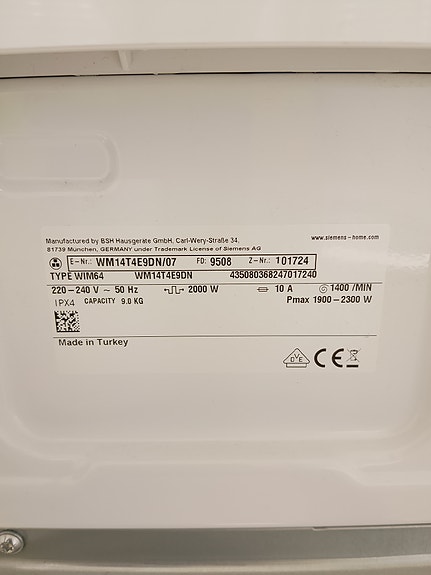 Manufactured by BSH Hausgeräte GmbH, Carl-Wery-Straße 34, www.siemens-home.com
81739 München, GERMANY under Trademark License of Siemens AG
E-Nr.: WM14T4E9DN/07 FD: 9508 Z-Nr.: 101724
TYPE WIM64 WM14T4E9DN 435080368247017240
220-240 V ~ 50 Hz 2000 W 10 A 1400 /MIN
IPX4 CAPACITY 9.0 KG Pmax 1900-2300 W
Made in Turkey
DVE CE